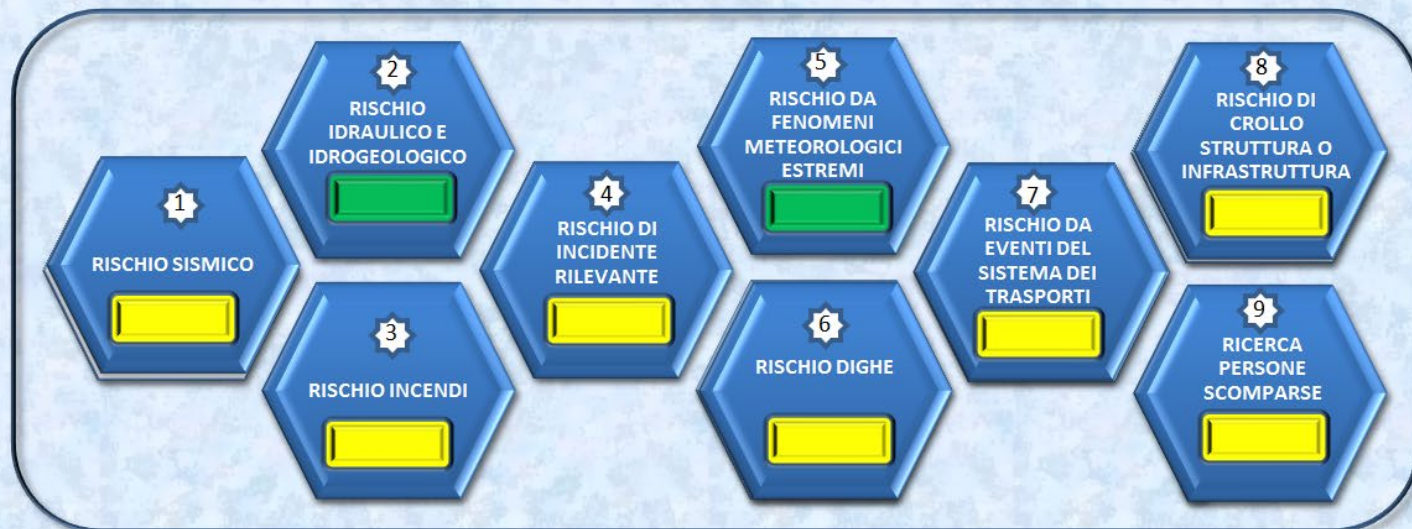 1
RISCHIO SISMICO
2
RISCHIO
IDRAULICO E
IDROGEOLOGICO
3
RISCHIO INCENDI
4
RISCHIO DI
INCIDENTE
RILEVANTE
5
RISCHIO DA
FENOMENI
METEOROLOGICI
ESTREMI
6
RISCHIO DIGHE
7
RISCHIO DA
EVENTI DEL
SISTEMA DEI
TRASPORTI
8
RISCHIO DI
CROLLO
STRUTTURA O
INFRASTRUTTURA
9
RICERCA
PERSONE
SCOMPARSE